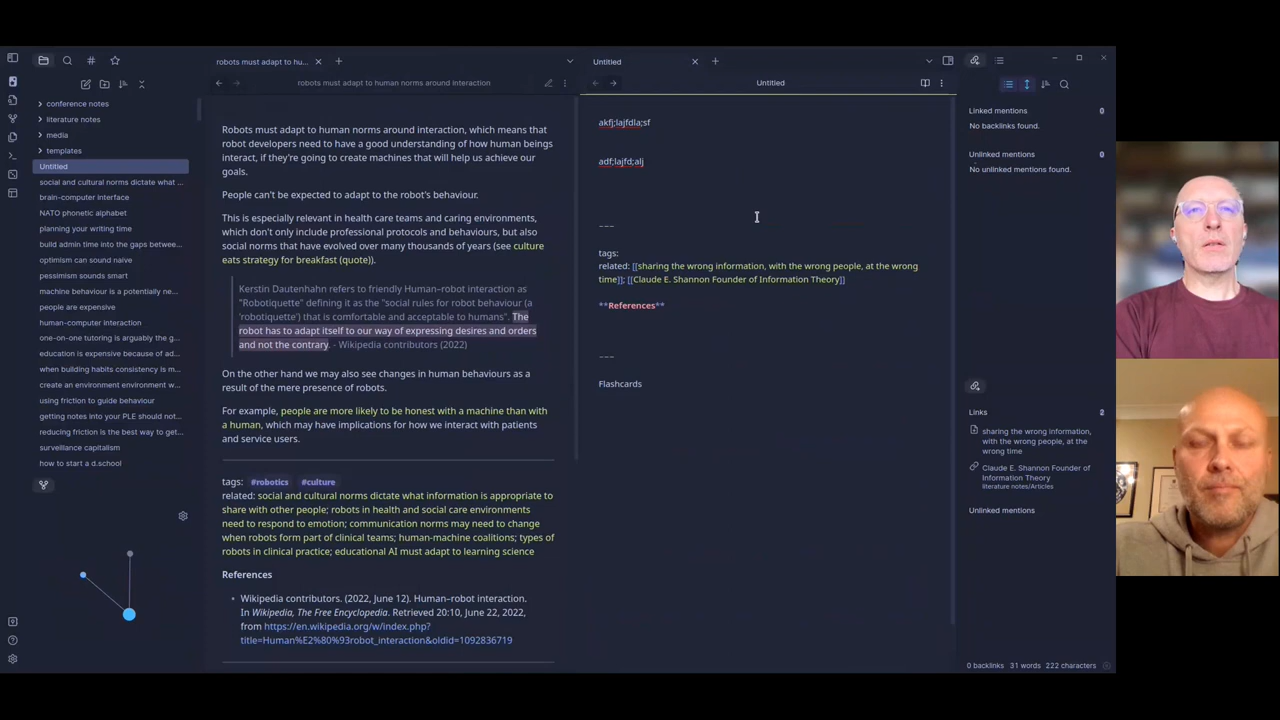 robots must adapt to hu...
Untitled
robots must adapt to human norms around interaction
Untitled
conference notes
literature notes
media
templates
Untitled
social and cultural norms dictate what ...
brain-computer interface
NATO phonetic alphabet
planning your writing time
build admin time into the gaps betwee...
optimism can sound naive
pessimism sounds smart
machine behaviour is a potentially ne...
people are expensive
human-computer interaction
one-on-one tutoring is arguably the g...
education is expensive because of ad...
when building habits consistency is m...
create an environment environment w...
using friction to guide behaviour
getting notes into your PLE should not...
reducing friction is the best way to get...
surveillance capitalism
how to start a d.school
Robots must adapt to human norms around interaction, which means that
robot developers need to have a good understanding of how human beings
interact, if they're going to create machines that will help us achieve our
goals.
People can't be expected to adapt to the robot's behaviour.
This is especially relevant in health care teams and caring environments,
which don't only include professional protocols and behaviours, but also
social norms that have evolved over many thousands of years (see culture
eats strategy for breakfast (quote)).
Kerstin Dautenhahn refers to friendly Human–robot interaction as
"Robotiquette" defining it as the "social rules for robot behaviour (a
'robotiquette') that is comfortable and acceptable to humans". The
robot has to adapt itself to our way of expressing desires and orders
and not the contrary. - Wikipedia contributors (2022)
On the other hand we may also see changes in human behaviours as a
result of the mere presence of robots.
For example, people are more likely to be honest with a machine than with
a human, which may have implications for how we interact with patients
and service users.
tags: #robotics #culture
related: social and cultural norms dictate what information is appropriate to
share with other people; robots in health and social care environments
need to respond to emotion; communication norms may need to change
when robots form part of clinical teams; human-machine coalitions; types of
robots in clinical practice; educational AI must adapt to learning science
References
Wikipedia contributors. (2022, June 12). Human–robot interaction.
In Wikipedia, The Free Encyclopedia. Retrieved 20:10, June 22, 2022,
from https://en.wikipedia.org/w/index.php?
title=Human%E2%80%93robot_interaction&oldid=1092836719
akfj;lajfdla;sf
adf;lajfd;alj
---
tags:
related: [[sharing the wrong information, with the wrong people, at the wrong
time]]; [[Claude E. Shannon Founder of Information Theory]]
**References**
---
Flashcards
Linked mentions 0
No backlinks found.
Unlinked mentions 0
No unlinked mentions found.
Links 2
sharing the wrong information,
with the wrong people, at the
wrong time
Claude E. Shannon Founder of
Information Theory
literature notes/Articles
Unlinked mentions
0 backlinks 31 words 222 characters